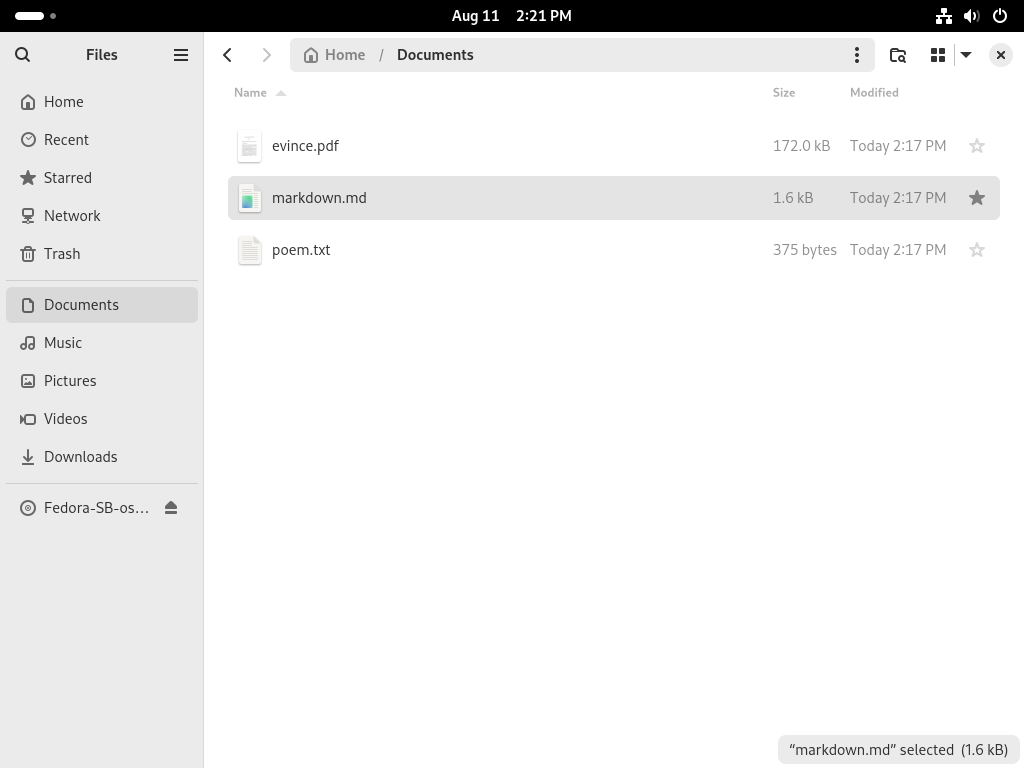 Aug 11 2:21 PM
Files
Home / Documents
Name Size Modified
Home
Recent
Starred
Network
Trash
Documents
Music
Pictures
Videos
Downloads
Fedora-SB-os…
evince.pdf 172.0 kB Today 2:17 PM
markdown.md 1.6 kB Today 2:17 PM
poem.txt 375 bytes Today 2:17 PM
“markdown.md” selected (1.6 kB)